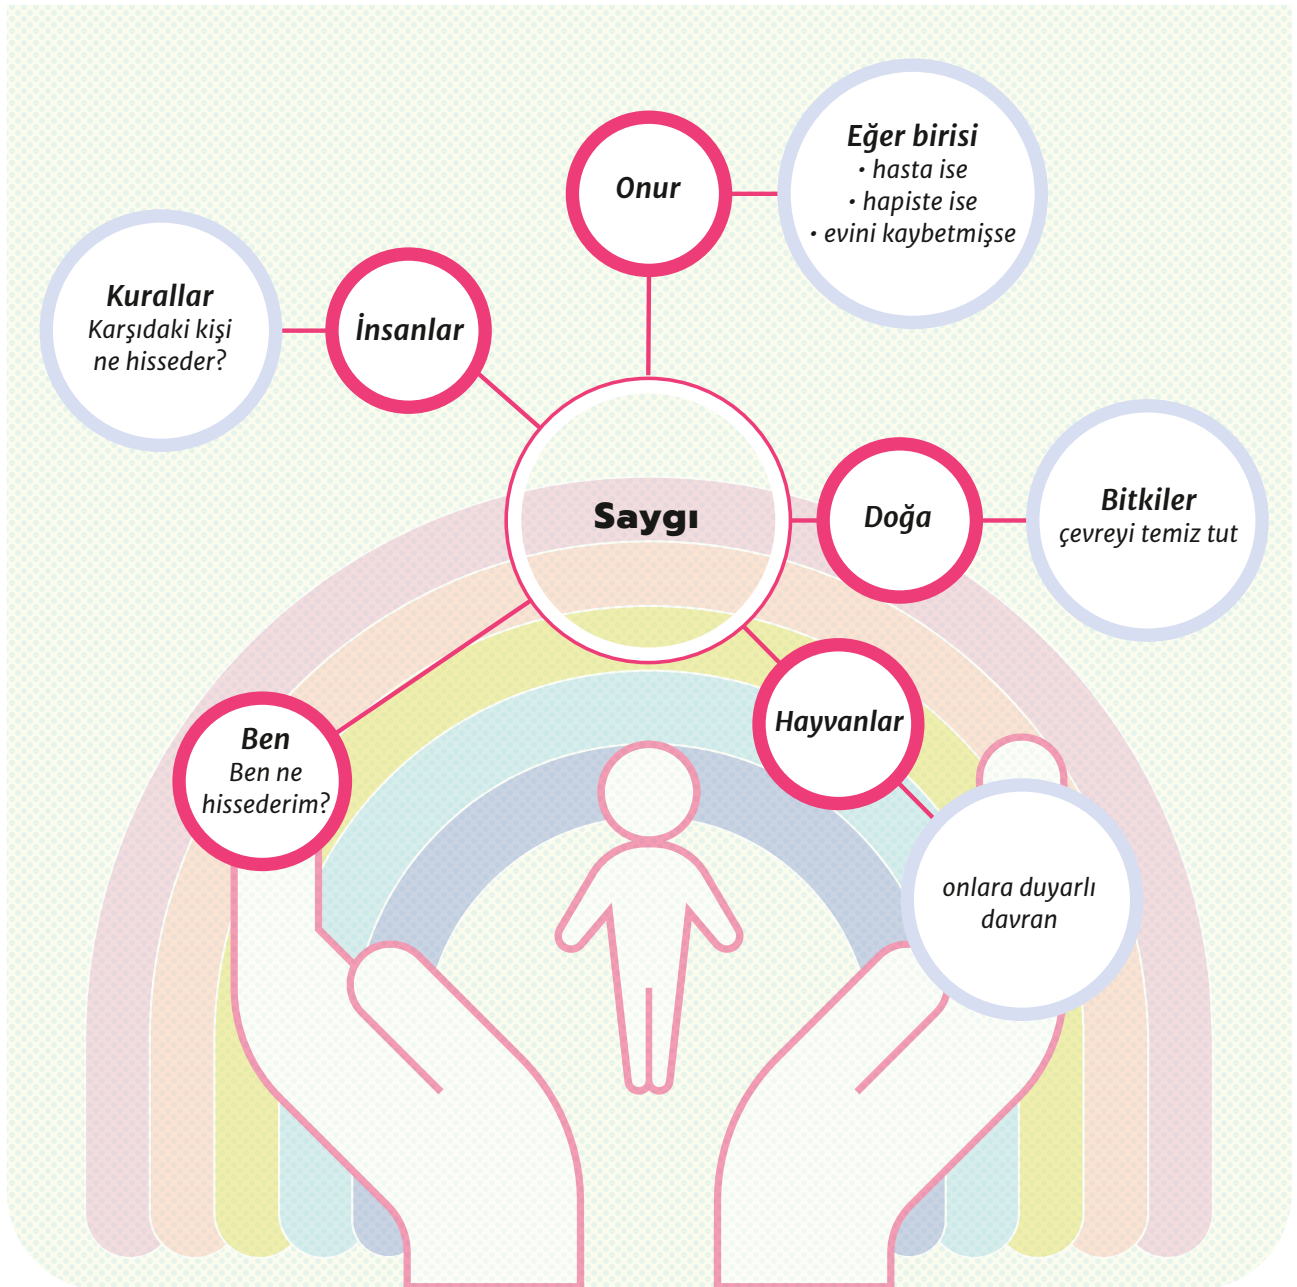 Onur
Eğer birisi
• hasta ise
• hapiste ise
• evini kaybetmişse
Kurallar
Karşıdaki kişi
ne hisseder?
İnsanlar
Saygı
Doğa
Bitkiler
çevreyi temiz tut
Ben
Ben ne
hissederim?
Hayvanlar
onlara duyarlı
davran